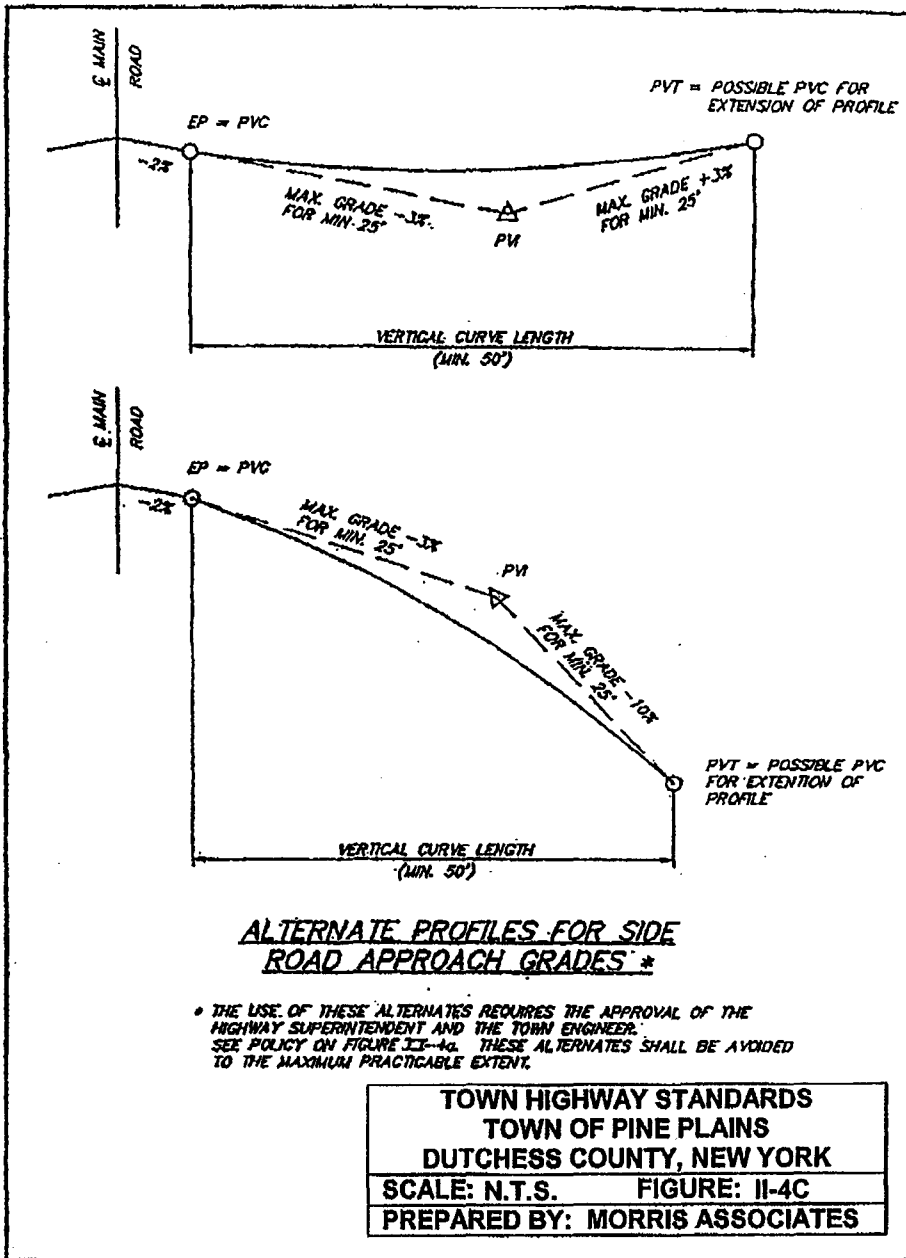 ℄ MAIN
ROAD
PVT = POSSIBLE PVC FOR
EXTENSION OF PROFILE
EP = PVC
-2%
MAX. GRADE -3%
FOR MIN. 25'
MAX. GRADE +3%
FOR MIN. 25'
PVI
VERTICAL CURVE LENGTH
(MIN. 50')
℄ MAIN
ROAD
EP = PVC
-2%
MAX. GRADE -3%
FOR MIN. 25'
PVI
MAX. GRADE -10%
FOR MIN. 25'
PVT = POSSIBLE PVC
FOR EXTENTION OF
PROFILE
VERTICAL CURVE LENGTH
(MIN. 50')
ALTERNATE PROFILES FOR SIDE
ROAD APPROACH GRADES *
* THE USE OF THESE ALTERNATES REQUIRES THE APPROVAL OF THE
HIGHWAY SUPERINTENDENT AND THE TOWN ENGINEER.
SEE POLICY ON FIGURE II-4a. THESE ALTERNATES SHALL BE AVOIDED
TO THE MAXIMUM PRACTICABLE EXTENT.
TOWN HIGHWAY STANDARDS
TOWN OF PINE PLAINS
DUTCHESS COUNTY, NEW YORK
SCALE: N.T.S. FIGURE: II-4C
PREPARED BY: MORRIS ASSOCIATES